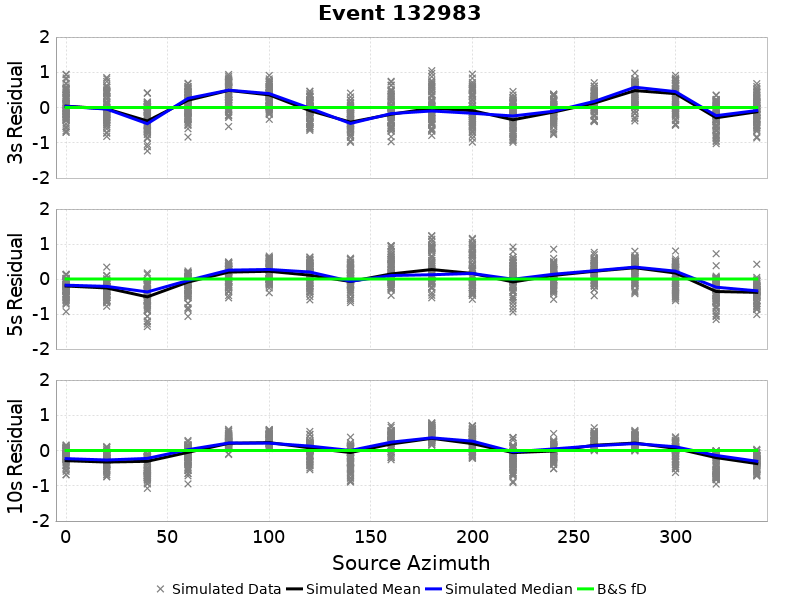 Event 132983
3s Residual
2
1
0
-1
-2
5s Residual
2
1
0
-1
-2
10s Residual
2
1
0
-1
-2
0 50 100 150 200 250 300
Source Azimuth
Simulated Data Simulated Mean Simulated Median B&S fD